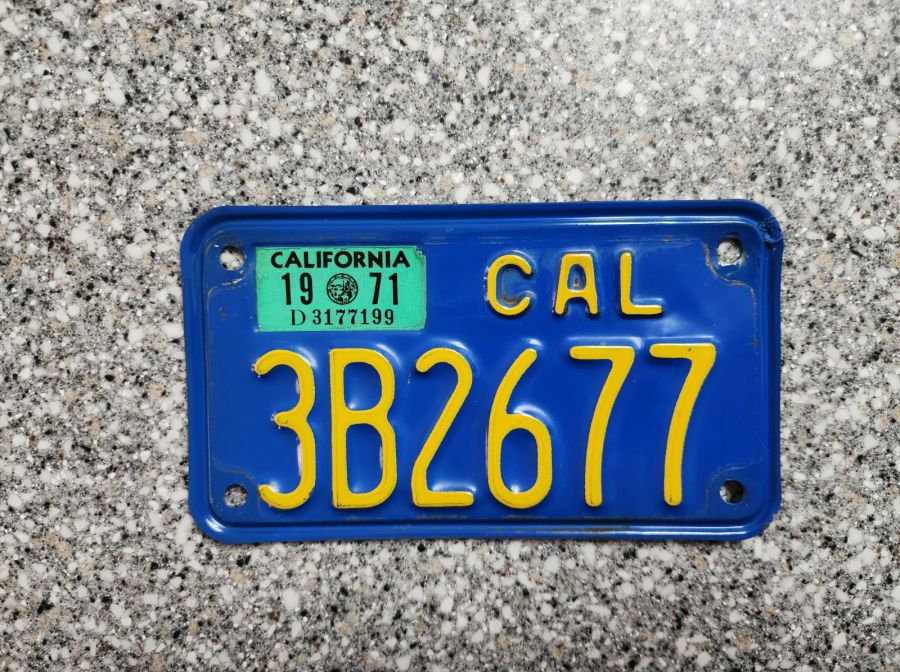 CALIFORNIA
19 71
D 3177199
CAL
3B2677